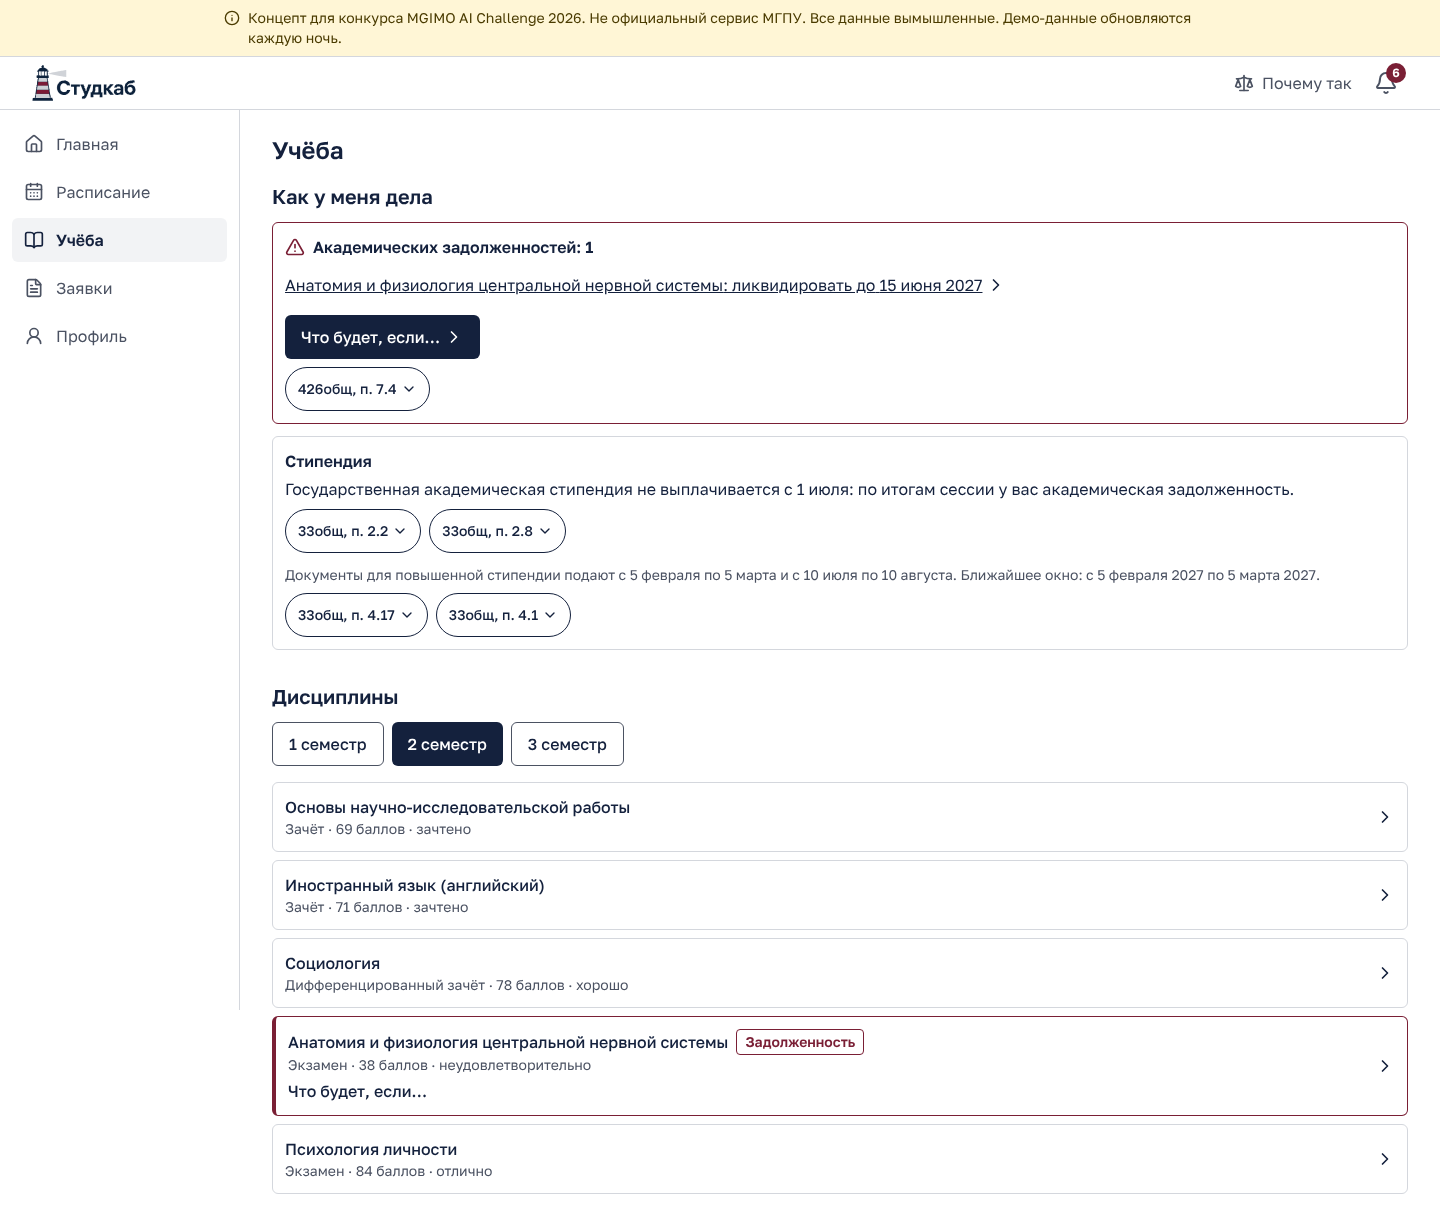 Концепт для конкурса MGIMO AI Challenge 2026. Не официальный сервис МГПУ. Все данные вымышленные. Демо-данные обновляются
каждую ночь.
Студкаб
Почему так
6
Главная
Расписание
Учёба
Заявки
Профиль
Учёба
Как у меня дела
Академических задолженностей: 1
Анатомия и физиология центральной нервной системы: ликвидировать до 15 июня 2027
Что будет, если...
426общ, п. 7.4
Стипендия
Государственная академическая стипендия не выплачивается с 1 июля: по итогам сессии у вас академическая задолженность.
33общ, п. 2.2
33общ, п. 2.8
Документы для повышенной стипендии подают с 5 февраля по 5 марта и с 10 июля по 10 августа. Ближайшее окно: с 5 февраля 2027 по 5 марта 2027.
33общ, п. 4.17
33общ, п. 4.1
Дисциплины
1 семестр
2 семестр
3 семестр
Основы научно-исследовательской работы
Зачёт · 69 баллов · зачтено
Иностранный язык (английский)
Зачёт · 71 баллов · зачтено
Социология
Дифференцированный зачёт · 78 баллов · хорошо
Анатомия и физиология центральной нервной системы Задолженность
Экзамен · 38 баллов · неудовлетворительно
Что будет, если...
Психология личности
Экзамен · 84 баллов · отлично